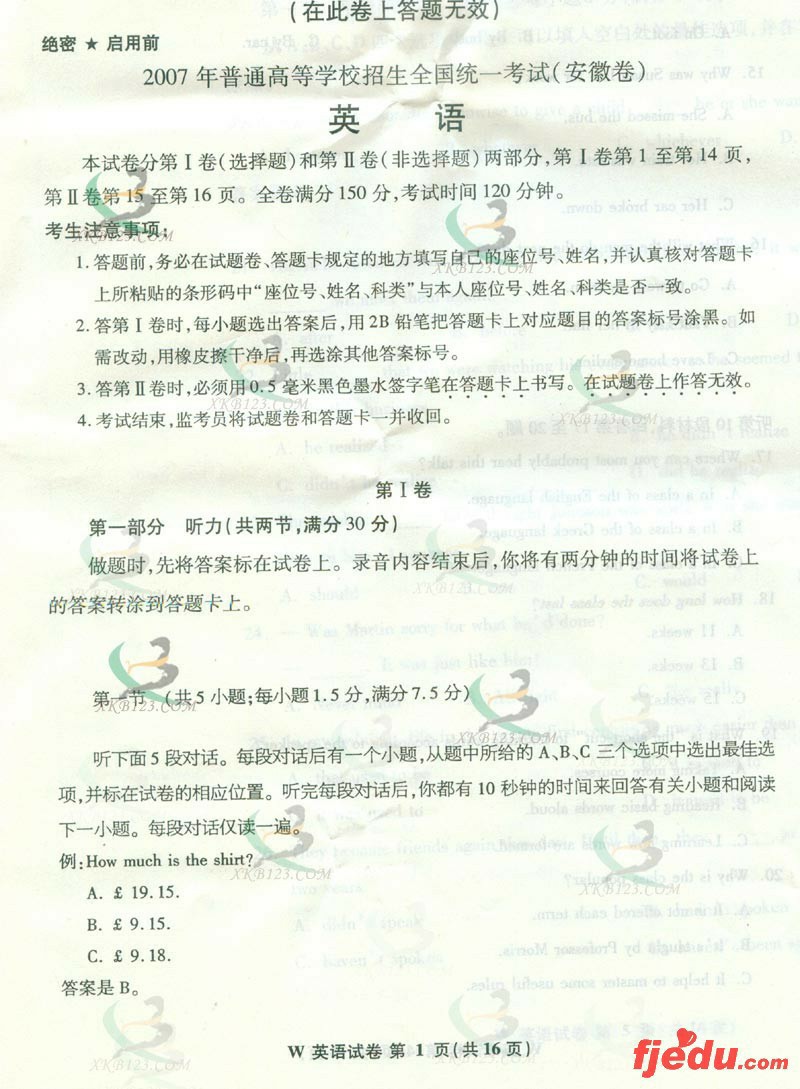 (在此卷上答题无效)
绝密 ★ 启用前
2007 年普通高等学校招生全国统一考试(安徽卷)
英 语
本试卷分第Ⅰ卷(选择题)和第Ⅱ卷(非选择题)两部分,第Ⅰ卷第 1 至第 14 页,
第Ⅱ卷第 15 至第 16 页。全卷满分 150 分,考试时间 120 分钟。
考生注意事项:
1. 答题前,务必在试题卷、答题卡规定的地方填写自己的座位号、姓名,并认真核对答题卡
上所粘贴的条形码中“座位号、姓名、科类”与本人座位号、姓名、科类是否一致。
2. 答第Ⅰ卷时,每小题选出答案后,用 2B 铅笔把答题卡上对应题目的答案标号涂黑。如
需改动,用橡皮擦干净后,再选涂其他答案标号。
3. 答第Ⅱ卷时,必须用 0.5 毫米黑色墨水签字笔在答题卡上书写。在试题卷上作答无效。
4. 考试结束,监考员将试题卷和答题卡一并收回。
第Ⅰ卷
第一部分 听力(共两节,满分 30 分)
做题时,先将答案标在试卷上。录音内容结束后,你将有两分钟的时间将试卷上
的答案转涂到答题卡上。
第一节 (共 5 小题;每小题 1.5 分,满分 7.5 分)
听下面 5 段对话。每段对话后有一个小题,从题中所给的 A、B、C 三个选项中选出最佳选
项,并标在试卷的相应位置。听完每段对话后,你都有 10 秒钟的时间来回答有关小题和阅读
下一小题。每段对话仅读一遍。
例:How much is the shirt?
A. £ 19.15.
B. £ 9.15.
C. £ 9.18.
答案是 B。
W 英语试卷 第 1 页(共 16 页)
fjedu.com
XKB123.COM
XKB123.COM
XKB123.COM
XKB123.COM
XKB123.COM
XKB123.COM
XKB123.COM
XKB123.COM
XKB123.COM
XKB123.COM
XKB123.COM
XKB123.COM